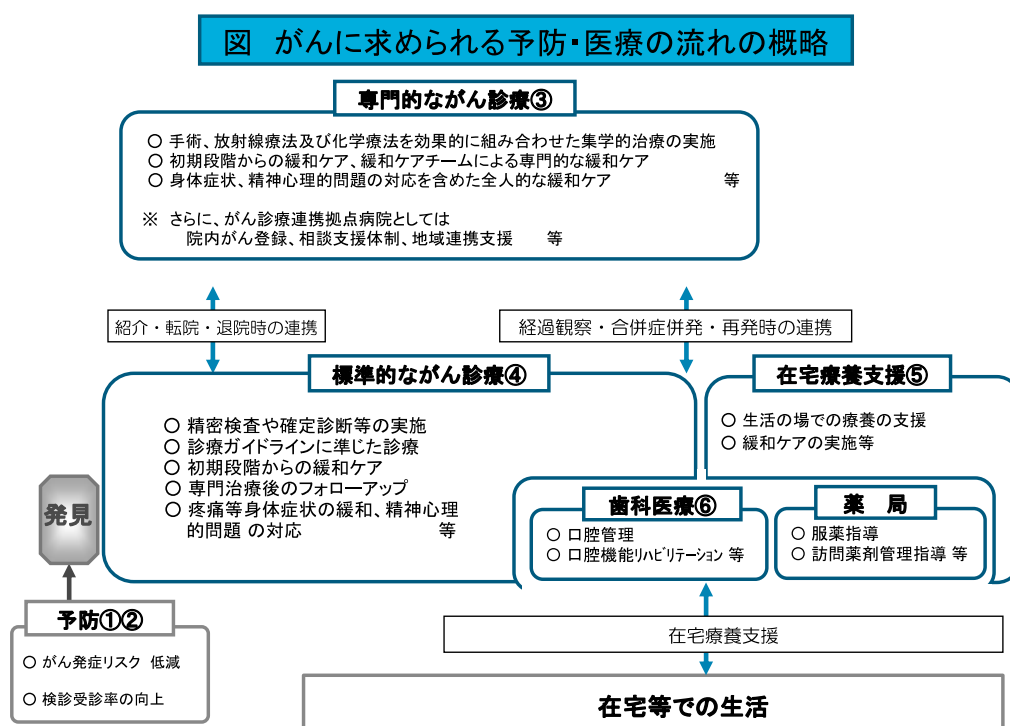 図 がんに求められる予防・医療の流れの概略
専門的ながん診療③
○ 手術、放射線療法及び化学療法を効果的に組み合わせた集学的治療の実施
○ 初期段階からの緩和ケア、緩和ケアチームによる専門的な緩和ケア
○ 身体症状、精神心理的問題の対応を含めた全人的な緩和ケア 等
※ さらに、がん診療連携拠点病院としては
院内がん登録、相談支援体制、地域連携支援 等
紹介・転院・退院時の連携
経過観察・合併症併発・再発時の連携
標準的ながん診療④
○ 精密検査や確定診断等の実施
○ 診療ガイドラインに準じた診療
○ 初期段階からの緩和ケア
○ 専門治療後のフォローアップ
○ 疼痛等身体症状の緩和、精神心理
的問題 の対応 等
在宅療養支援⑤
○ 生活の場での療養の支援
○ 緩和ケアの実施等
歯科医療⑥
○ 口腔管理
○ 口腔機能ﾘﾊﾋﾞﾘﾃｰｼｮﾝ 等
薬 局
○ 服薬指導
○ 訪問薬剤管理指導 等
発見
予防①②
○ がん発症リスク 低減
○ 検診受診率の向上
在宅療養支援
在宅等での生活